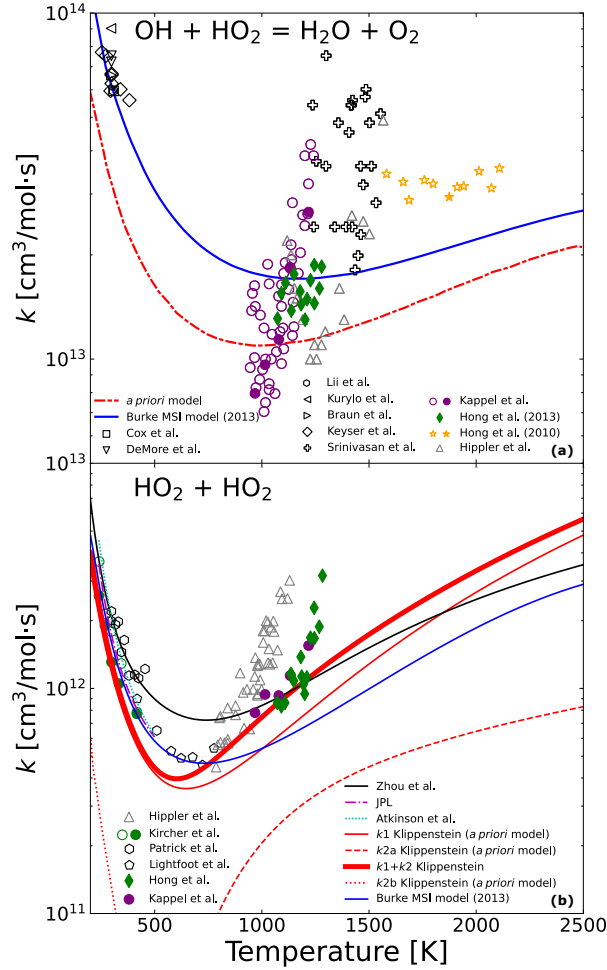 10^14
OH + HO₂ = H₂O + O₂
k [cm³/mol·s]
10^13
a priori model
Burke MSI model (2013)
Cox et al.
DeMore et al.
Lii et al.
Kurylo et al.
Braun et al.
Keyser et al.
Srinivasan et al.
Kappel et al.
Hong et al. (2013)
Hong et al. (2010)
Hippler et al.
(a)
10^13
HO₂ + HO₂
k [cm³/mol·s]
10^12
Hippler et al.
Kircher et al.
Patrick et al.
Lightfoot et al.
Hong et al.
Kappel et al.
Zhou et al.
JPL
Atkinson et al.
k1 Klippenstein (a priori model)
k2a Klippenstein (a priori model)
k1+k2 Klippenstein
k2b Klippenstein (a priori model)
Burke MSI model (2013)
(b)
10^11
500 1000 1500 2000 2500
Temperature [K]